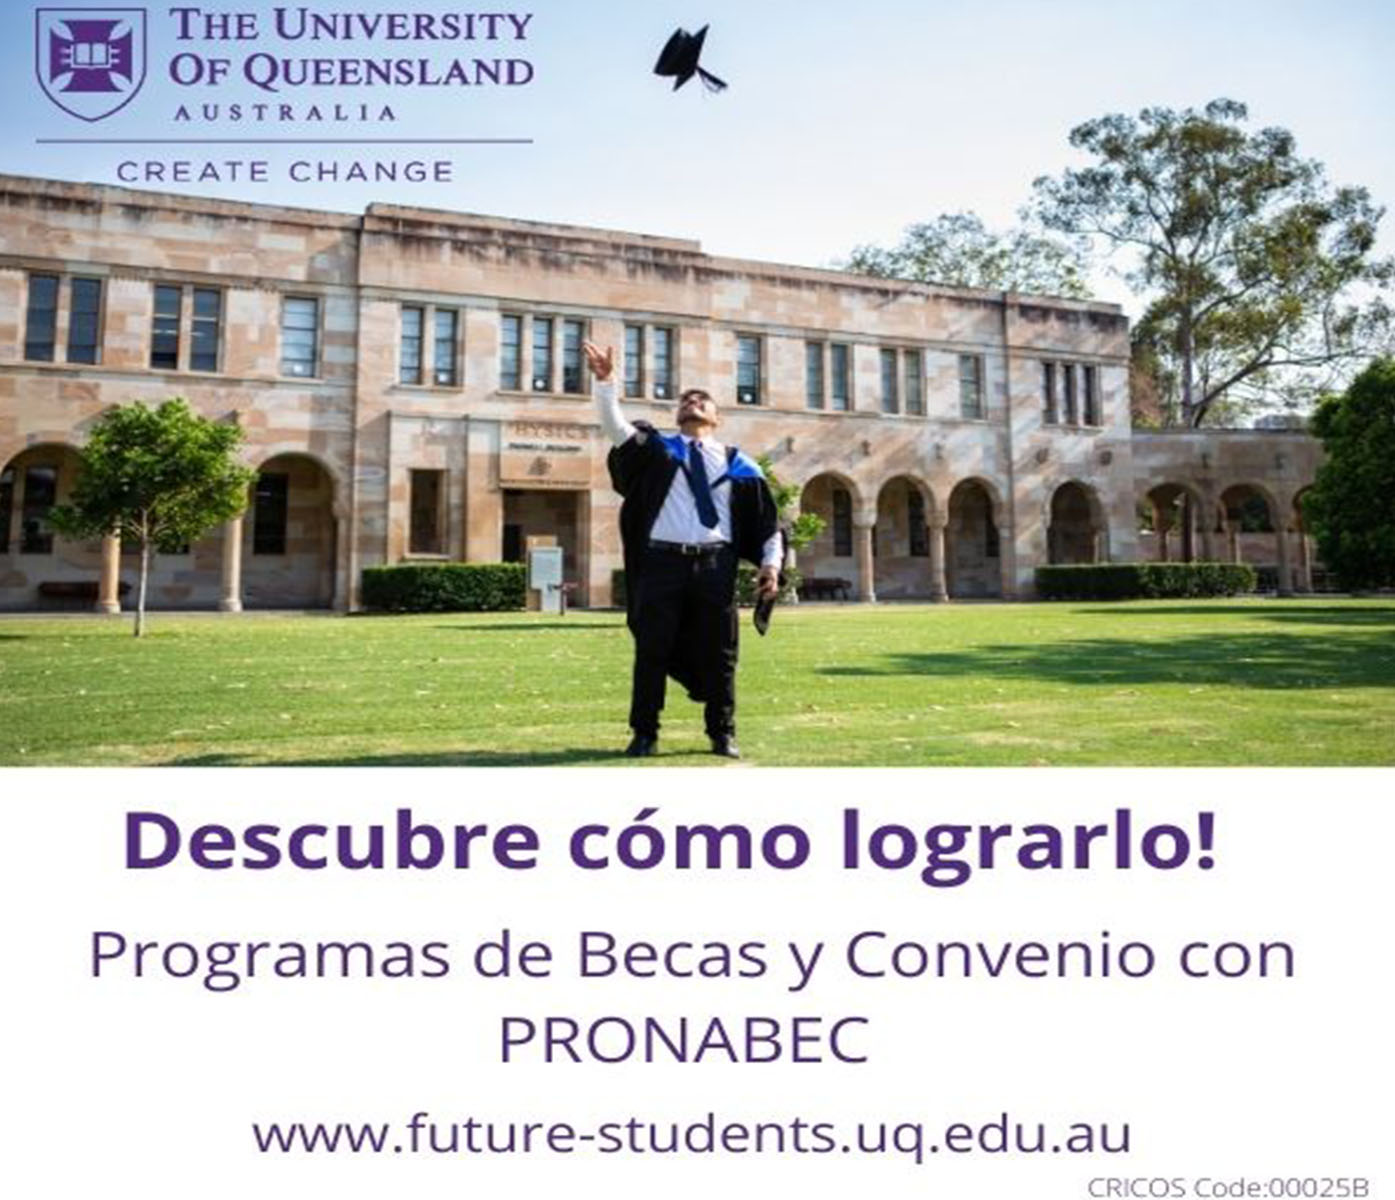 THE UNIVERSITY
OF QUEENSLAND
AUSTRALIA
CREATE CHANGE
PHYSICS
Descubre cómo lograrlo!
Programas de Becas y Convenio con
PRONABEC
www.future-students.uq.edu.au
CRICOS Code:00025B